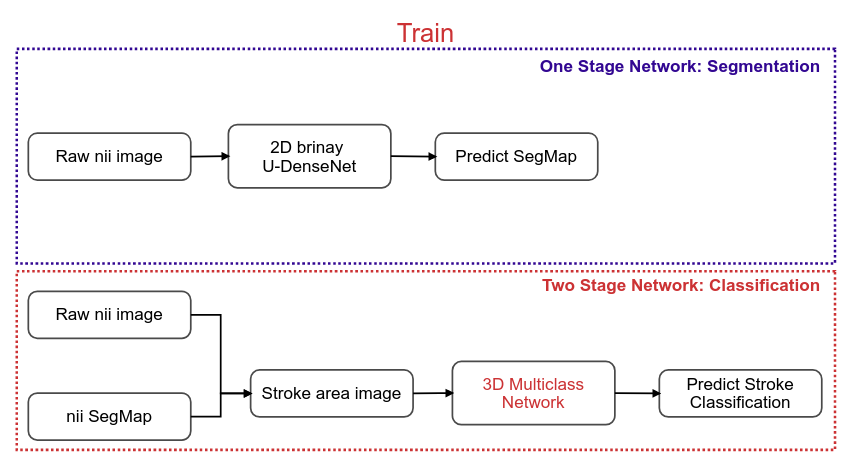 Train
One Stage Network: Segmentation
Raw nii image
2D brinay
U-DenseNet
Predict SegMap
Two Stage Network: Classification
Raw nii image
nii SegMap
Stroke area image
3D Multiclass
Network
Predict Stroke
Classification